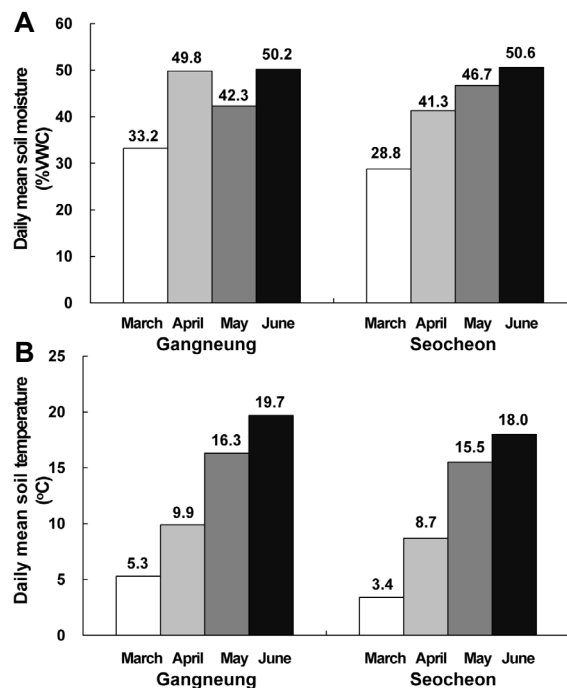 A
Daily mean soil moisture
(%VWC)
60
50
40
30
20
10
0
33.2
49.8
42.3
50.2
28.8
41.3
46.7
50.6
March April May June
March April May June
Gangneung
Seocheon
B
Daily mean soil temperature
(°C)
25
20
15
10
5
0
5.3
9.9
16.3
19.7
3.4
8.7
15.5
18.0
March April May June
March April May June
Gangneung
Seocheon